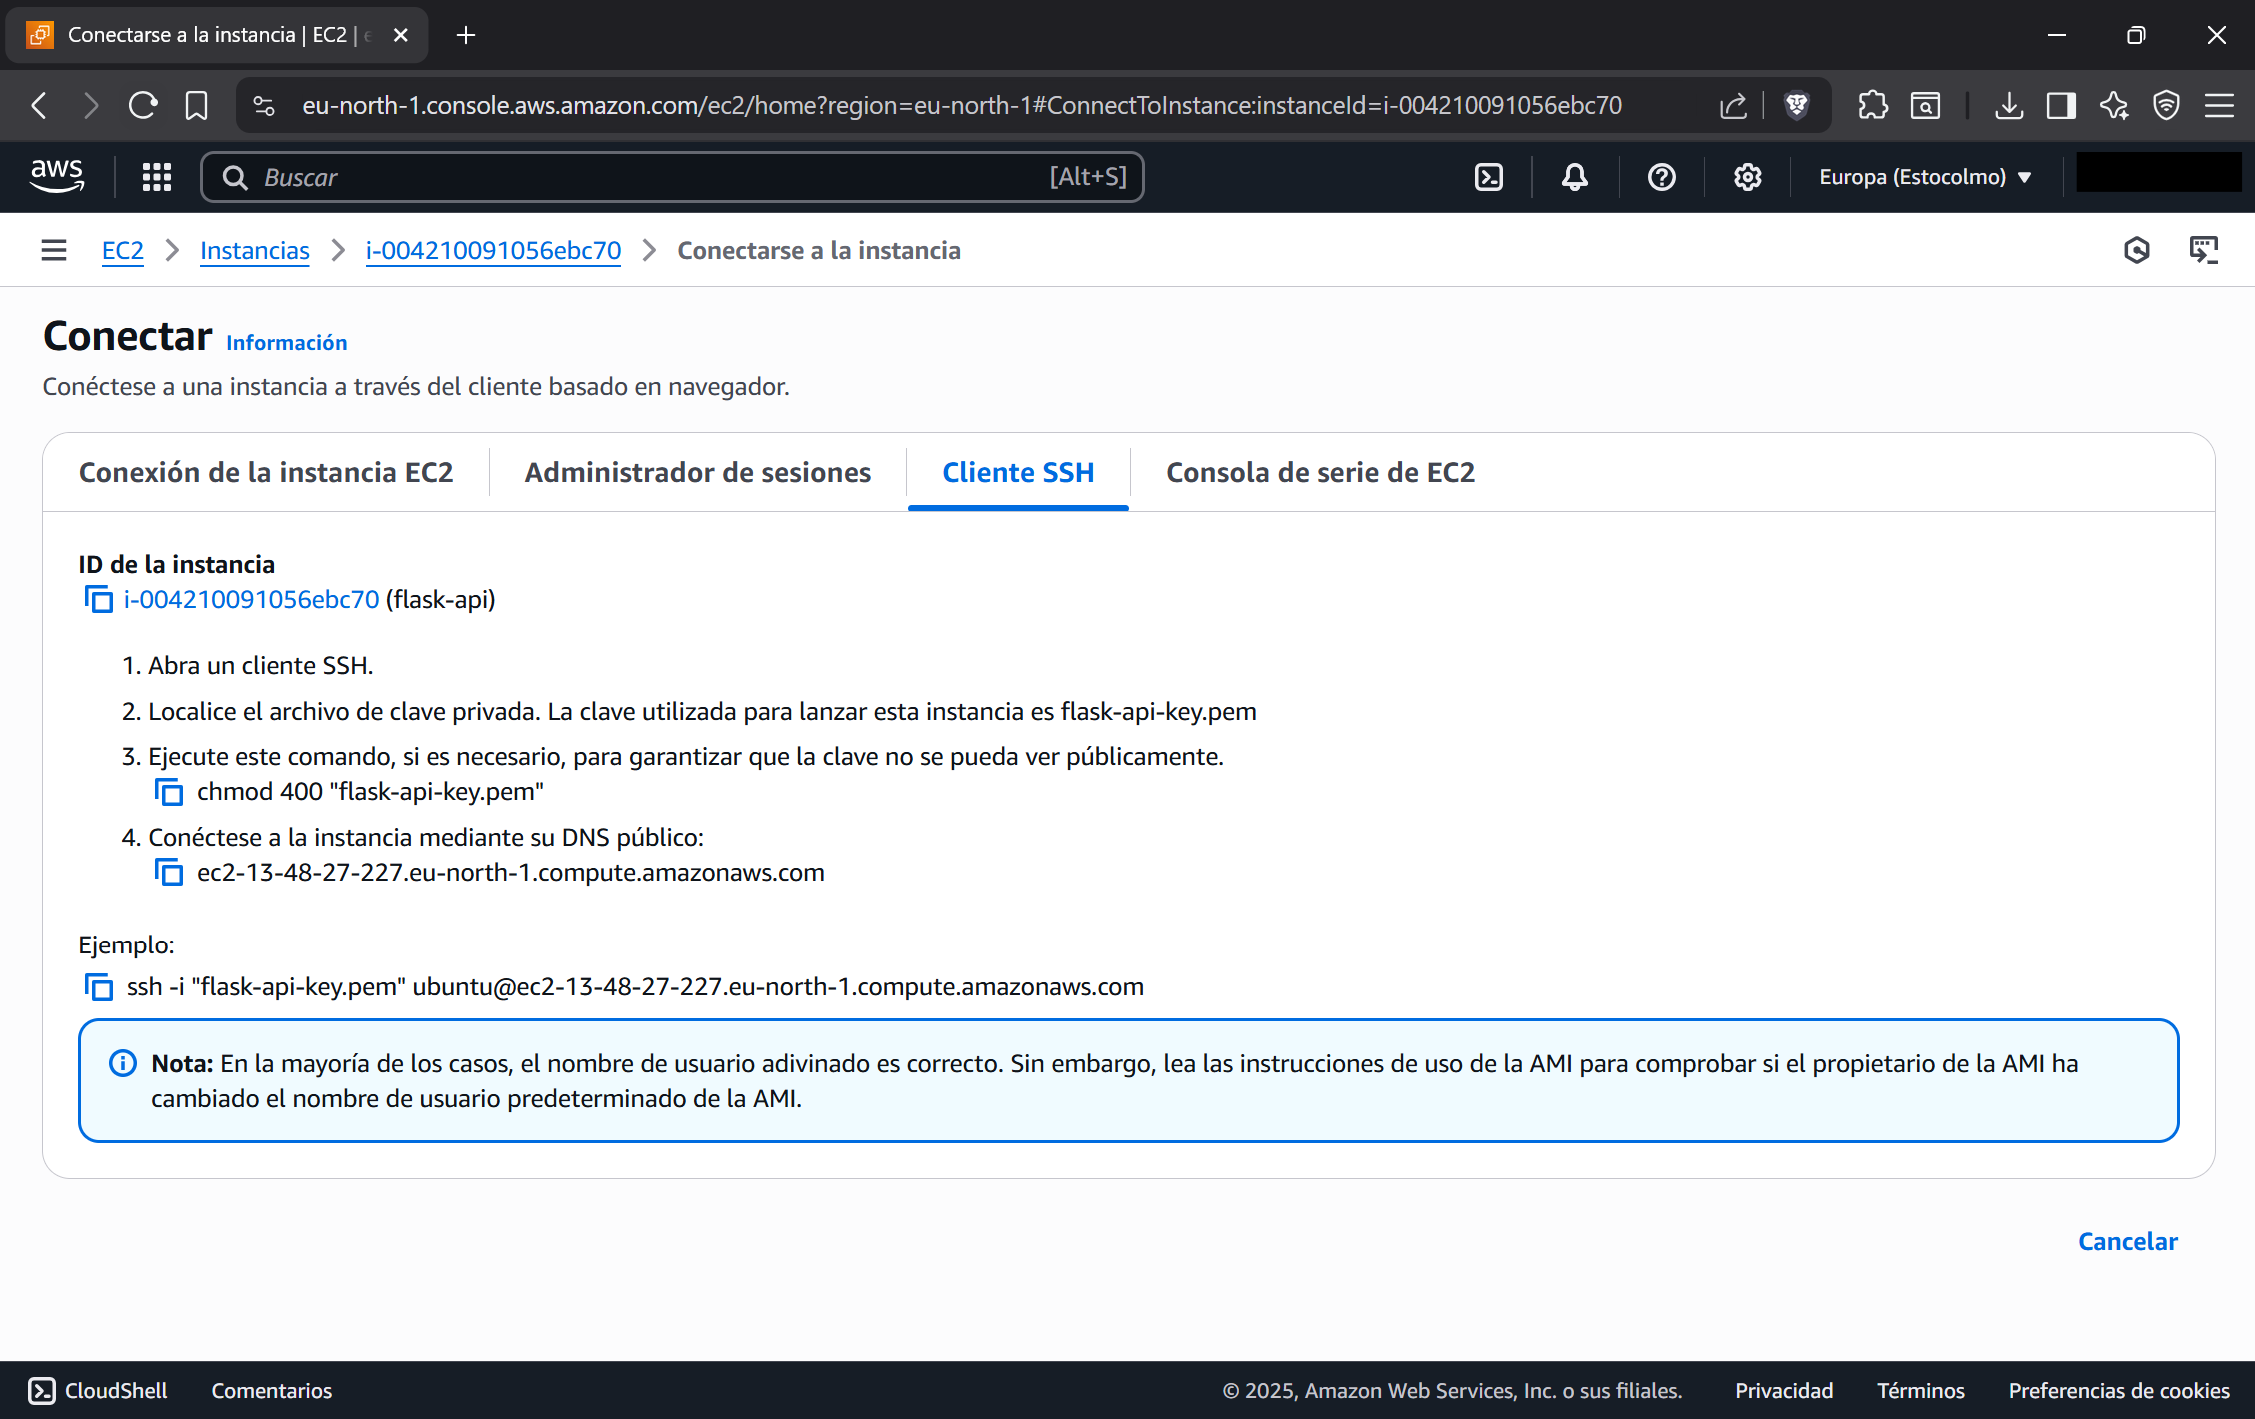 Conectarse a la instancia | EC2 | e
eu-north-1.console.aws.amazon.com/ec2/home?region=eu-north-1#ConnectToInstance:instanceId=i-004210091056ebc70
aws
Buscar
[Alt+S]
Europa (Estocolmo)
EC2
Instancias
i-004210091056ebc70
Conectarse a la instancia
Conectar Información
Conéctese a una instancia a través del cliente basado en navegador.
Conexión de la instancia EC2
Administrador de sesiones
Cliente SSH
Consola de serie de EC2
ID de la instancia
i-004210091056ebc70 (flask-api)
1. Abra un cliente SSH.
2. Localice el archivo de clave privada. La clave utilizada para lanzar esta instancia es flask-api-key.pem
3. Ejecute este comando, si es necesario, para garantizar que la clave no se pueda ver públicamente.
chmod 400 "flask-api-key.pem"
4. Conéctese a la instancia mediante su DNS público:
ec2-13-48-27-227.eu-north-1.compute.amazonaws.com
Ejemplo:
ssh -i "flask-api-key.pem" ubuntu@ec2-13-48-27-227.eu-north-1.compute.amazonaws.com
Nota: En la mayoría de los casos, el nombre de usuario adivinado es correcto. Sin embargo, lea las instrucciones de uso de la AMI para comprobar si el propietario de la AMI ha
cambiado el nombre de usuario predeterminado de la AMI.
Cancelar
CloudShell
Comentarios
© 2025, Amazon Web Services, Inc. o sus filiales.
Privacidad
Términos
Preferencias de cookies